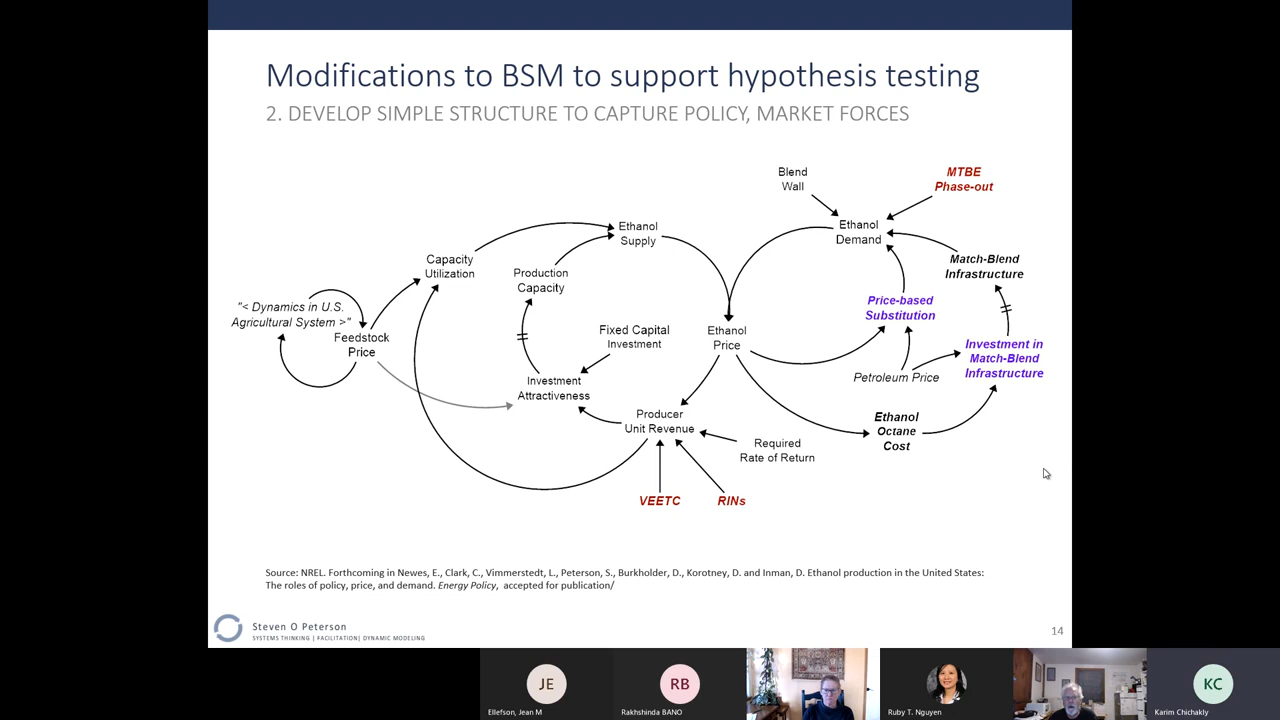 Modifications to BSM to support hypothesis testing
2. DEVELOP SIMPLE STRUCTURE TO CAPTURE POLICY, MARKET FORCES
Blend
Wall
MTBE
Phase-out
Ethanol
Supply
Ethanol
Demand
Capacity
Utilization
Production
Capacity
Match-Blend
Infrastructure
"< Dynamics in U.S.
Agricultural System >"
Feedstock
Price
Fixed Capital
Investment
Ethanol
Price
Price-based
Substitution
Investment in
Match-Blend
Infrastructure
Petroleum Price
Investment
Attractiveness
Producer
Unit Revenue
Required
Rate of Return
Ethanol
Octane
Cost
VEETC
RINs
Source: NREL. Forthcoming in Newes, E., Clark, C., Vimmerstedt, L., Peterson, S., Burkholder, D., Korotney, D. and Inman, D. Ethanol production in the United States:
The roles of policy, price, and demand. Energy Policy, accepted for publication/
Steven O Peterson
SYSTEMS THINKING | FACILITATION| DYNAMIC MODELING
14
JE
Ellefson, Jean M
RB
Rakhshinda BANO
Ruby T. Nguyen
KC
Karim Chichakly